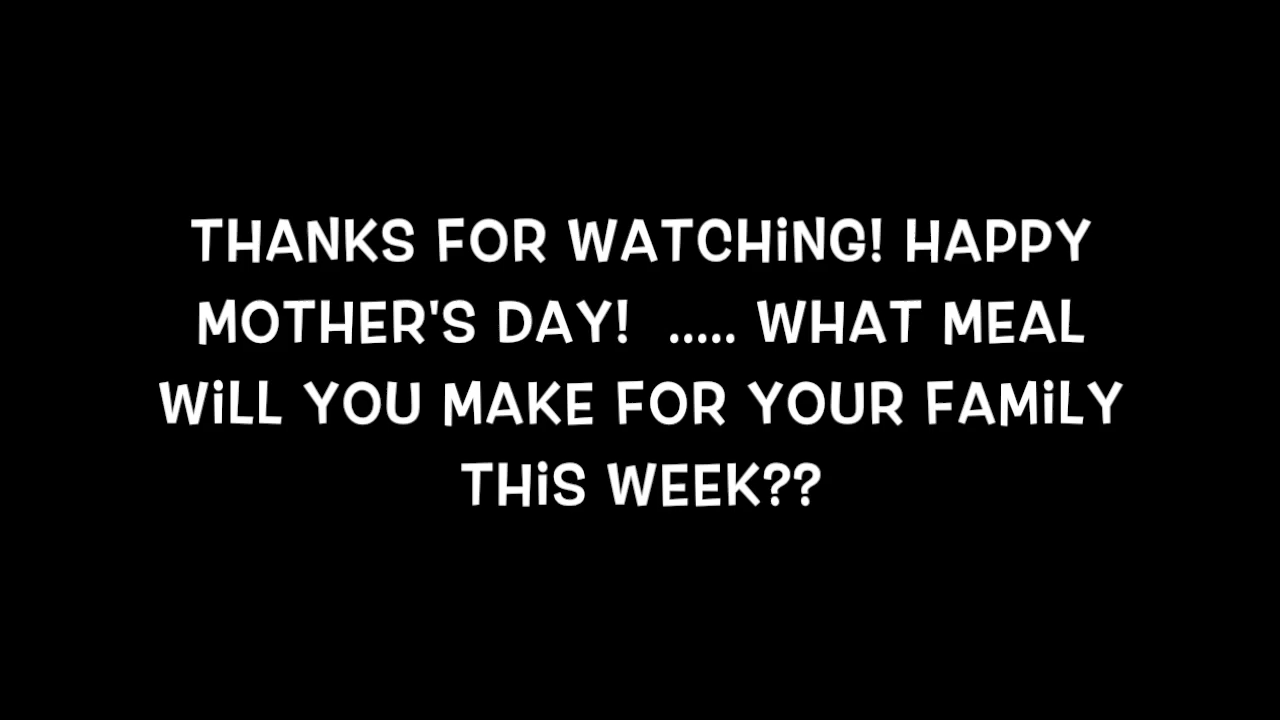 THANKS FOR WATCHiNG! HAPPY
MOTHER'S DAY!  ..... WHAT MEAL
WiLL YOU MAKE FOR YOUR FAMiLY
THiS WEEK??